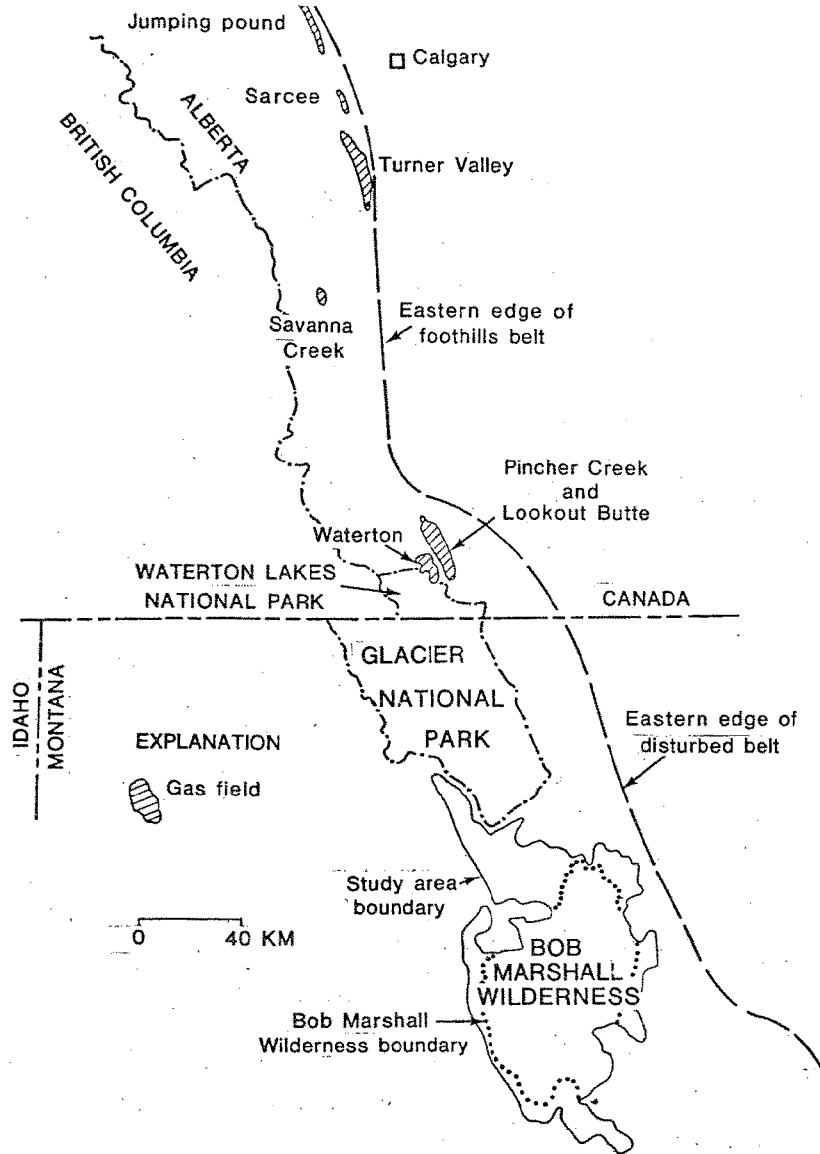 Jumping pound
Calgary
Sarcee
ALBERTA
BRITISH COLUMBIA
Turner Valley
Savanna
Creek
Eastern edge of
foothills belt
Pincher Creek
and
Lookout Butte
Waterton
WATERTON LAKES
NATIONAL PARK
CANADA
IDAHO
MONTANA
GLACIER
NATIONAL
PARK
EXPLANATION
Gas field
Eastern edge of
disturbed belt
Study area
boundary
0 40 KM
BOB
MARSHALL
WILDERNESS
Bob Marshall
Wilderness boundary